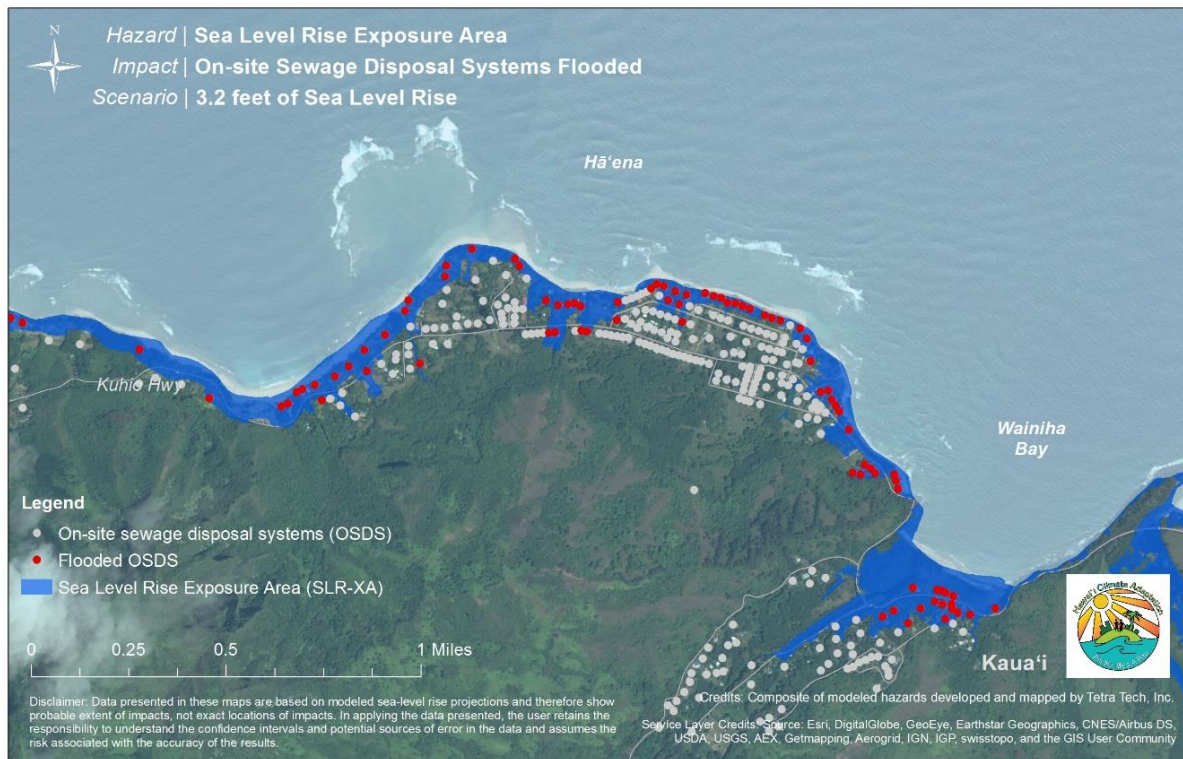 N
Hazard | Sea Level Rise Exposure Area
Impact | On-site Sewage Disposal Systems Flooded
Scenario | 3.2 feet of Sea Level Rise
Hāʻena
Kuhio Hwy
Wainiha
Bay
Legend
On-site sewage disposal systems (OSDS)
Flooded OSDS
Sea Level Rise Exposure Area (SLR-XA)
0 0.25 0.5 1 Miles
Kauaʻi
Hawaiʻi Climate Adaptation
Disclaimer: Data presented in these maps are based on modeled sea-level rise projections and therefore show
probable extent of impacts, not exact locations of impacts. In applying the data presented, the user retains the
responsibility to understand the confidence intervals and potential sources of error in the data and assumes the
risk associated with the accuracy of the results.
Credits: Composite of modeled hazards developed and mapped by Tetra Tech, Inc.
Service Layer Credits: Source: Esri, DigitalGlobe, GeoEye, Earthstar Geographics, CNES/Airbus DS,
USDA, USGS, AEX, Getmapping, Aerogrid, IGN, IGP, swisstopo, and the GIS User Community